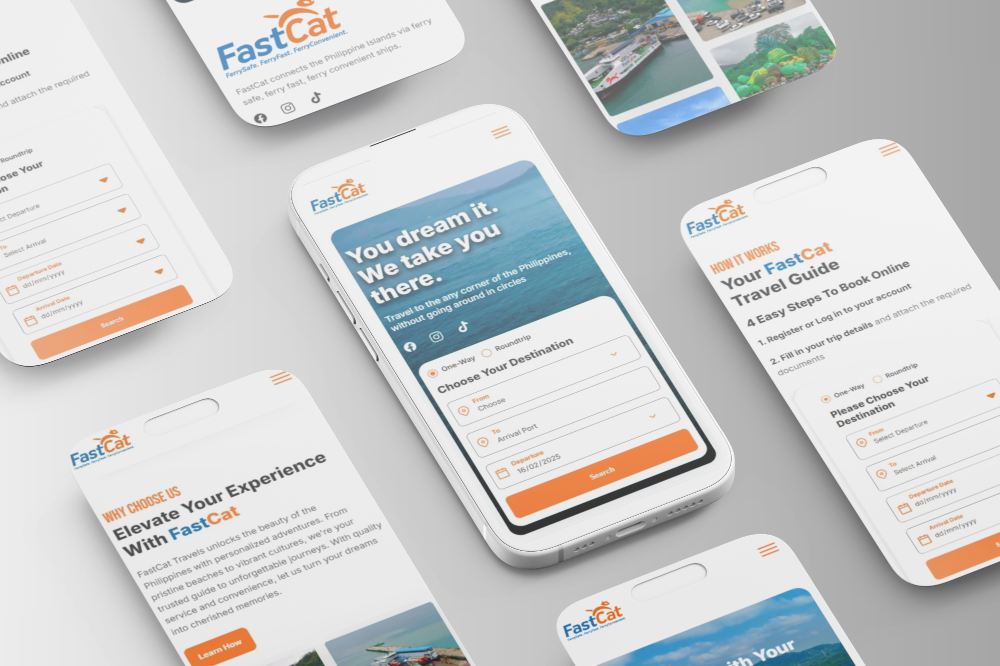 nline
ccount
nd attach the required
Roundtrip
ose Your
n
ct Departure
To
Select Arrival
Departure Date
dd/mm/yyyy
Arrival Date
dd/mm/yyyy
Search
FastCat
FerrySafe. FerryFast. FerryConvenient.
FastCat connects the Philippine Islands via ferry
safe, ferry fast, ferry convenient ships.
FastCat
You dream it.
We take you
there.
Travel to the any corner of the Philippines,
without going around in circles
One-Way Roundtrip
Choose Your Destination
From
Choose
To
Arrival Port
Departure
16/02/2025
Search
FastCat
HOW IT WORKS
Your FastCat
Travel Guide
4 Easy Steps To Book Online
1. Register or Log in to your account
2. Fill in your trip details and attach the required
documents
One-Way Roundtrip
Please Choose Your
Destination
From
Select Departure
To
Select Arrival
Departure Date
dd/mm/yyyy
Arrival Date
dd/mm/yyyy
S
FastCat
WHY CHOOSE US
Elevate Your Experience
With FastCat
FastCat Travels unlocks the beauty of the
Philippines with personalized adventures. From
pristine beaches to vibrant cultures, we're your
trusted guide to unforgettable journeys. With quality
service and convenience, let us turn your dreams
into cherished memories.
Learn How
FastCat
with Your